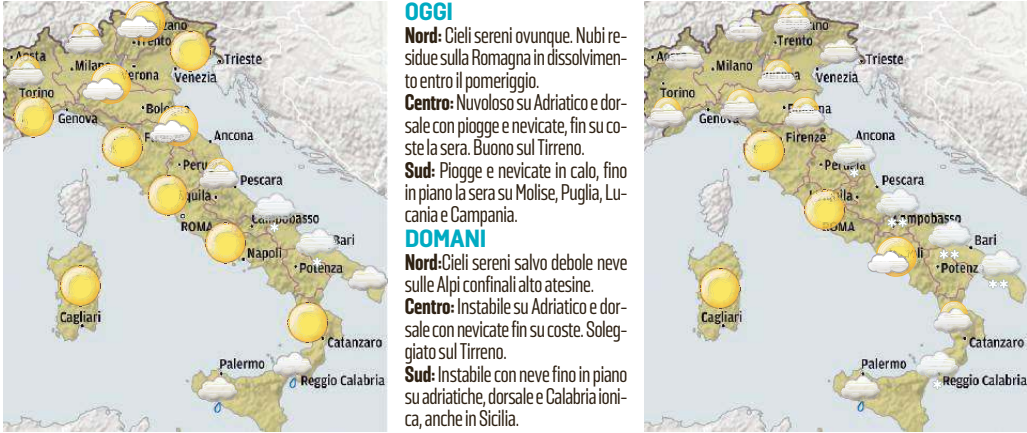 Bolzano
Trento
Aosta
Milano
Verona
Trieste
Venezia
Torino
Genova
Bologna
Firenze
Ancona
Perugia
Pescara
L'Aquila
ROMA
Campobasso
Bari
Napoli
Potenza
Cagliari
Catanzaro
Palermo
Reggio Calabria
OGGI
Nord: Cieli sereni ovunque. Nubi re-
sidue sulla Romagna in dissolvimen-
to entro il pomeriggio.
Centro: Nuvoloso su Adriatico e dor-
sale con piogge e nevicate, fin su co-
ste la sera. Buono sul Tirreno.
Sud: Piogge e nevicate in calo, fino
in piano la sera su Molise, Puglia, Lu-
cania e Campania.
DOMANI
Nord:Cieli sereni salvo debole neve
sulle Alpi confinali alto atesine.
Centro: Instabile su Adriatico e dor-
sale con nevicate fin su coste. Soleg-
giato sul Tirreno.
Sud: Instabile con neve fino in piano
su adriatiche, dorsale e Calabria ioni-
ca, anche in Sicilia.
Trento
Milano
Verona
Trieste
Venezia
Torino
Genova
Bologna
Firenze
Ancona
Perugia
Pescara
ROMA
Campobasso
Bari
Potenz
Cagliari
Catanzaro
Palermo
Reggio Calabria